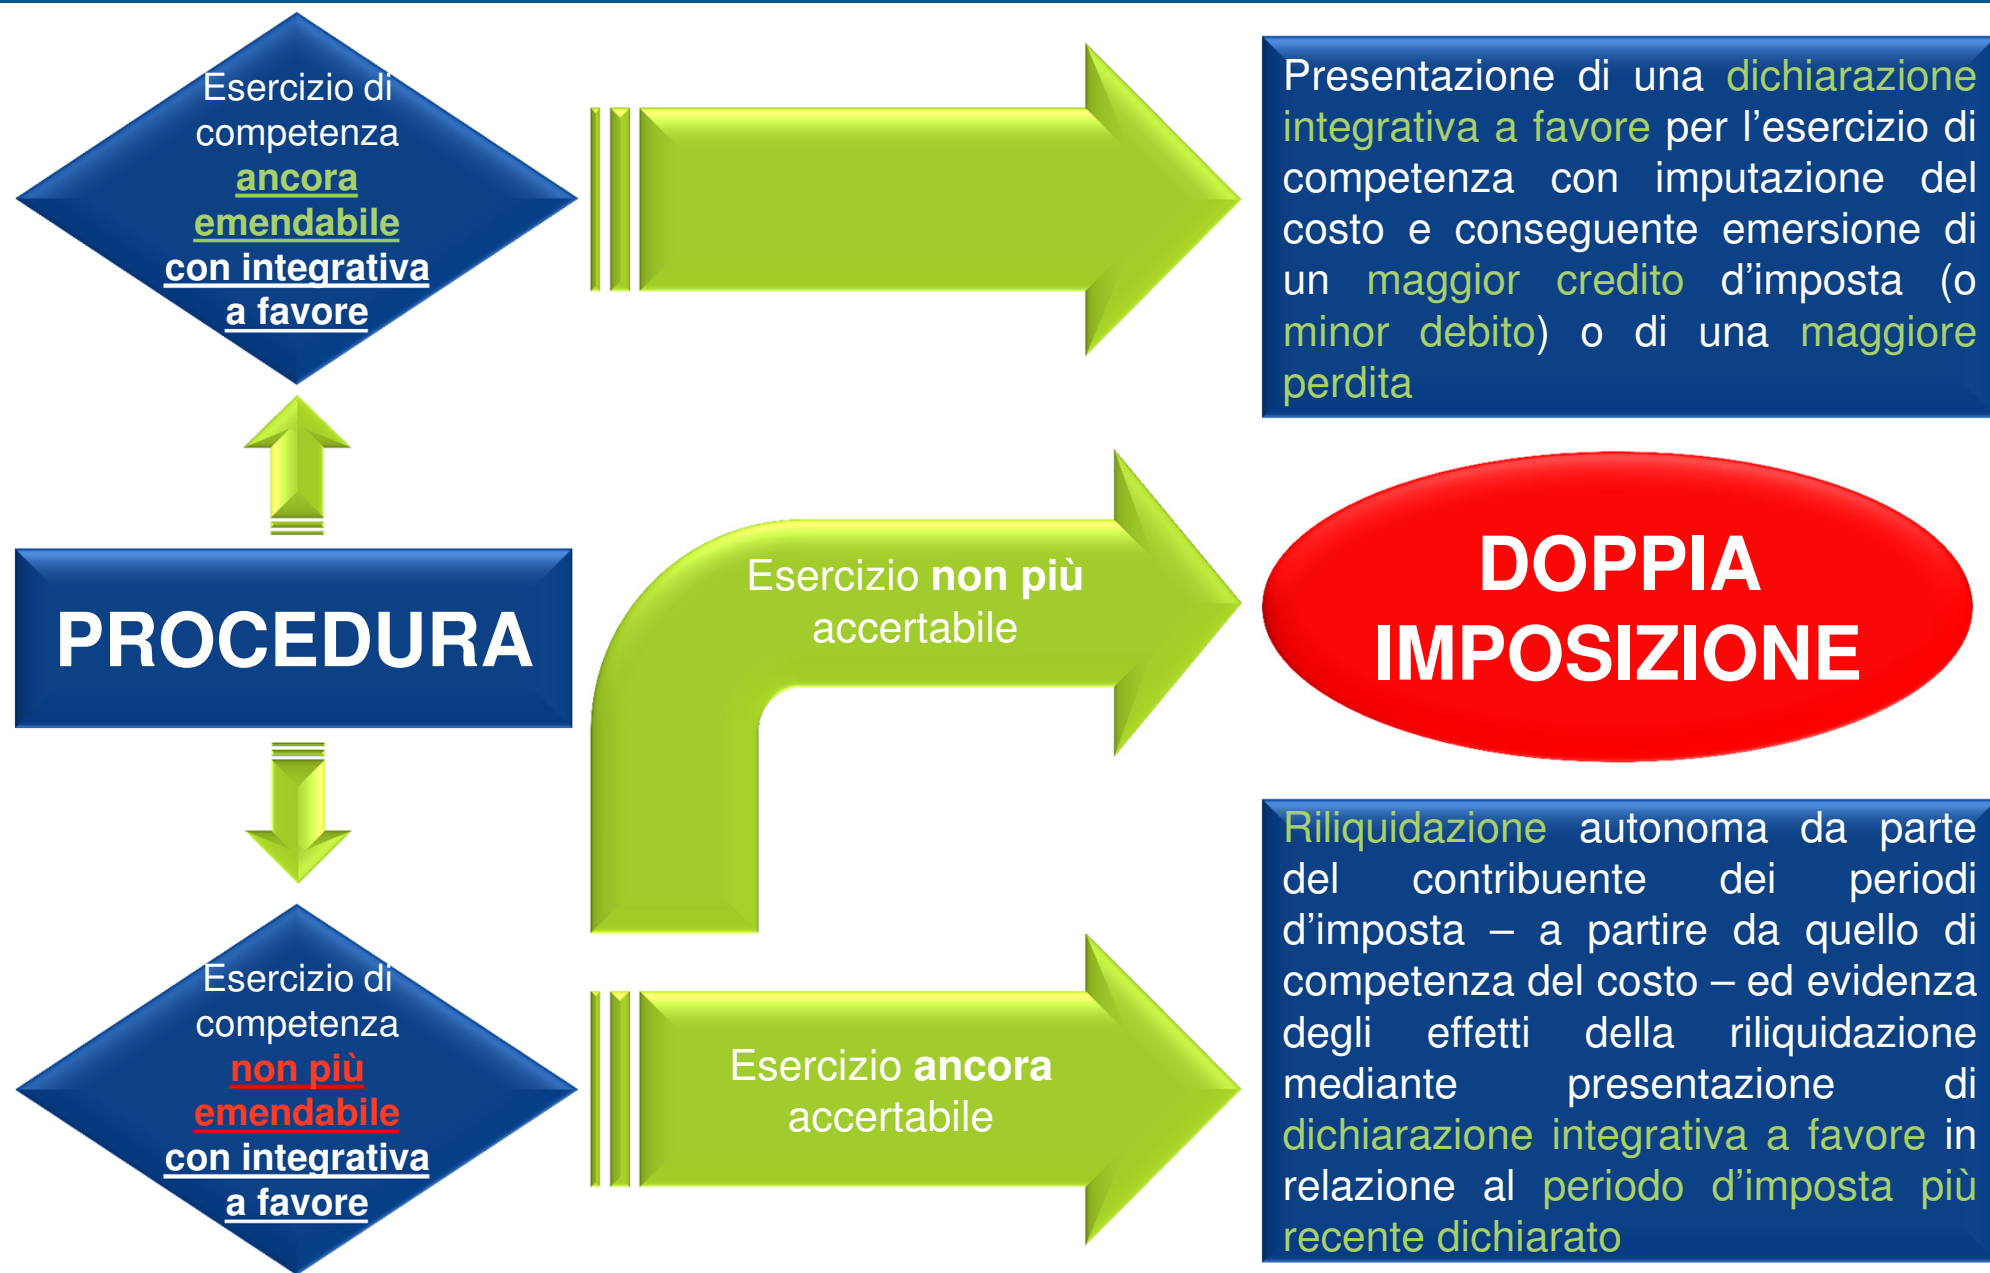 Esercizio di
competenza
ancora
emendabile
con integrativa
a favore
Presentazione di una dichiarazione
integrativa a favore per l’esercizio di
competenza con imputazione del
costo e conseguente emersione di
un maggior credito d’imposta (o
minor debito) o di una maggiore
perdita
PROCEDURA
Esercizio non più
accertabile
DOPPIA
IMPOSIZIONE
Esercizio di
competenza
non più
emendabile
con integrativa
a favore
Esercizio ancora
accertabile
Riliquidazione autonoma da parte
del contribuente dei periodi
d’imposta – a partire da quello di
competenza del costo – ed evidenza
degli effetti della riliquidazione
mediante presentazione di
dichiarazione integrativa a favore in
relazione al periodo d’imposta più
recente dichiarato